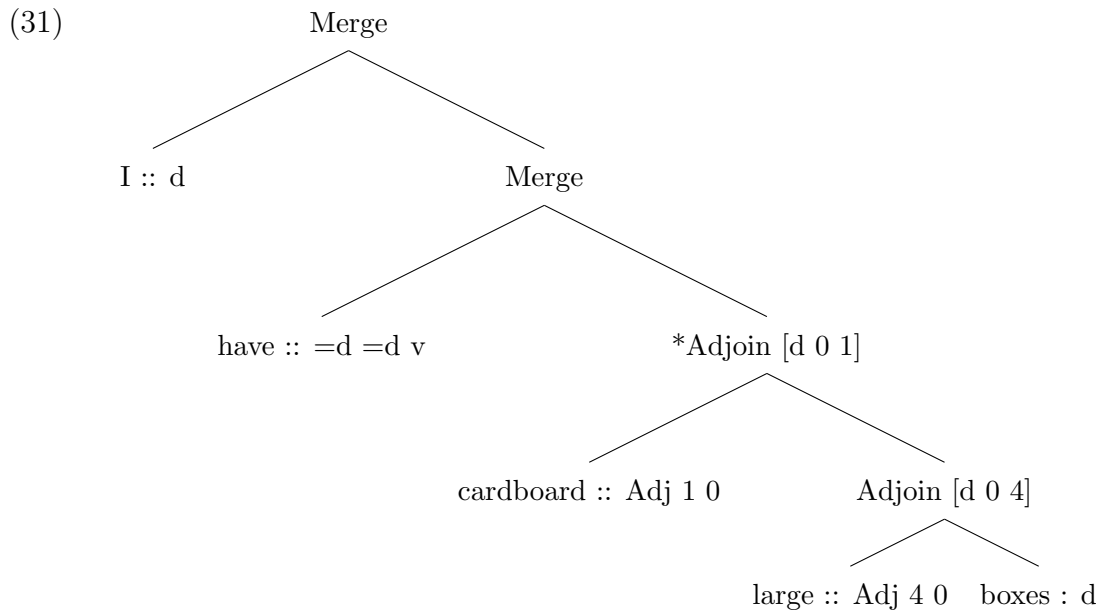 (31) Merge
I :: d Merge
have :: =d =d v *Adjoin [d 0 1]
cardboard :: Adj 1 0 Adjoin [d 0 4]
large :: Adj 4 0 boxes : d